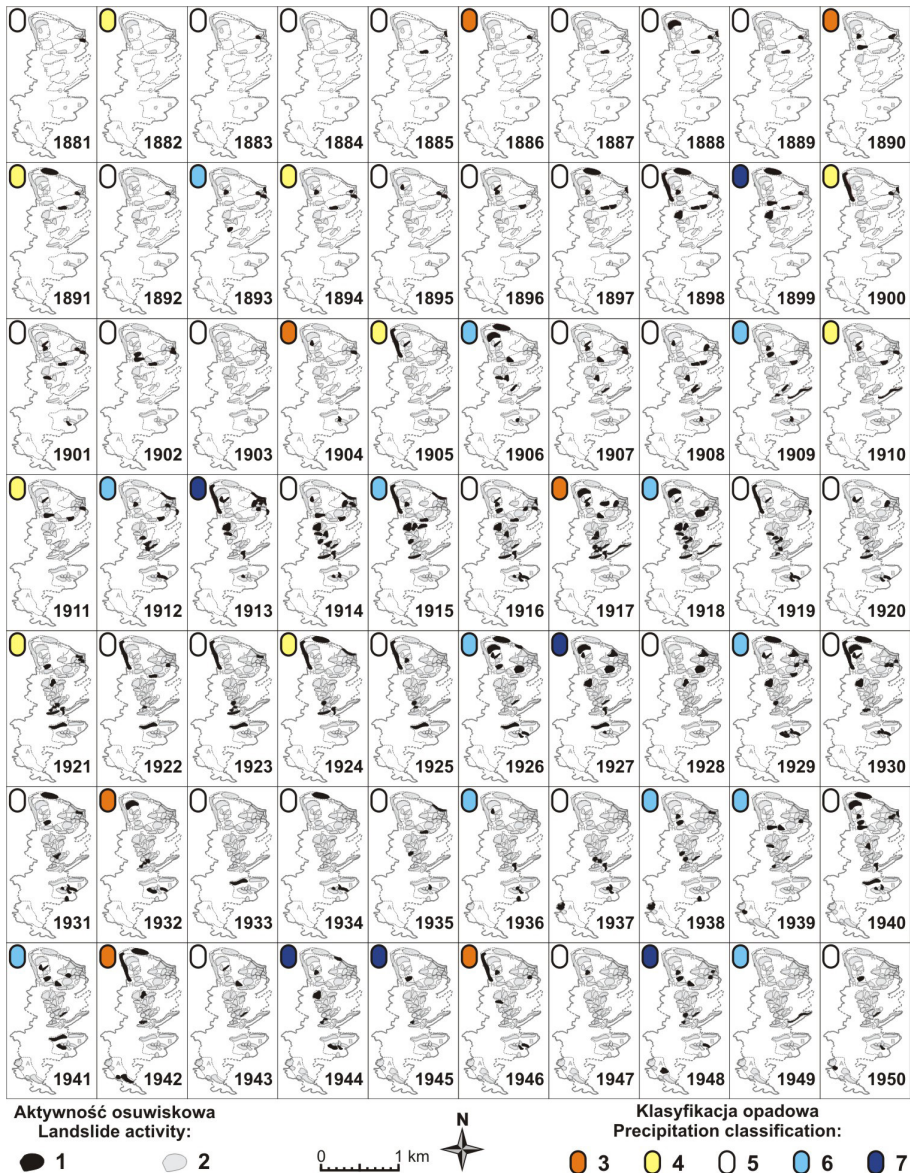 1881 1882 1883 1884 1885 1886 1887 1888 1889 1890
1891 1892 1893 1894 1895 1896 1897 1898 1899 1900
1901 1902 1903 1904 1905 1906 1907 1908 1909 1910
1911 1912 1913 1914 1915 1916 1917 1918 1919 1920
1921 1922 1923 1924 1925 1926 1927 1928 1929 1930
1931 1932 1933 1934 1935 1936 1937 1938 1939 1940
1941 1942 1943 1944 1945 1946 1947 1948 1949 1950
Aktywność osuwiskowa
Landslide activity:
1 2
0 1 km
N
Klasyfikacja opadowa
Precipitation classification:
3 4 5 6 7